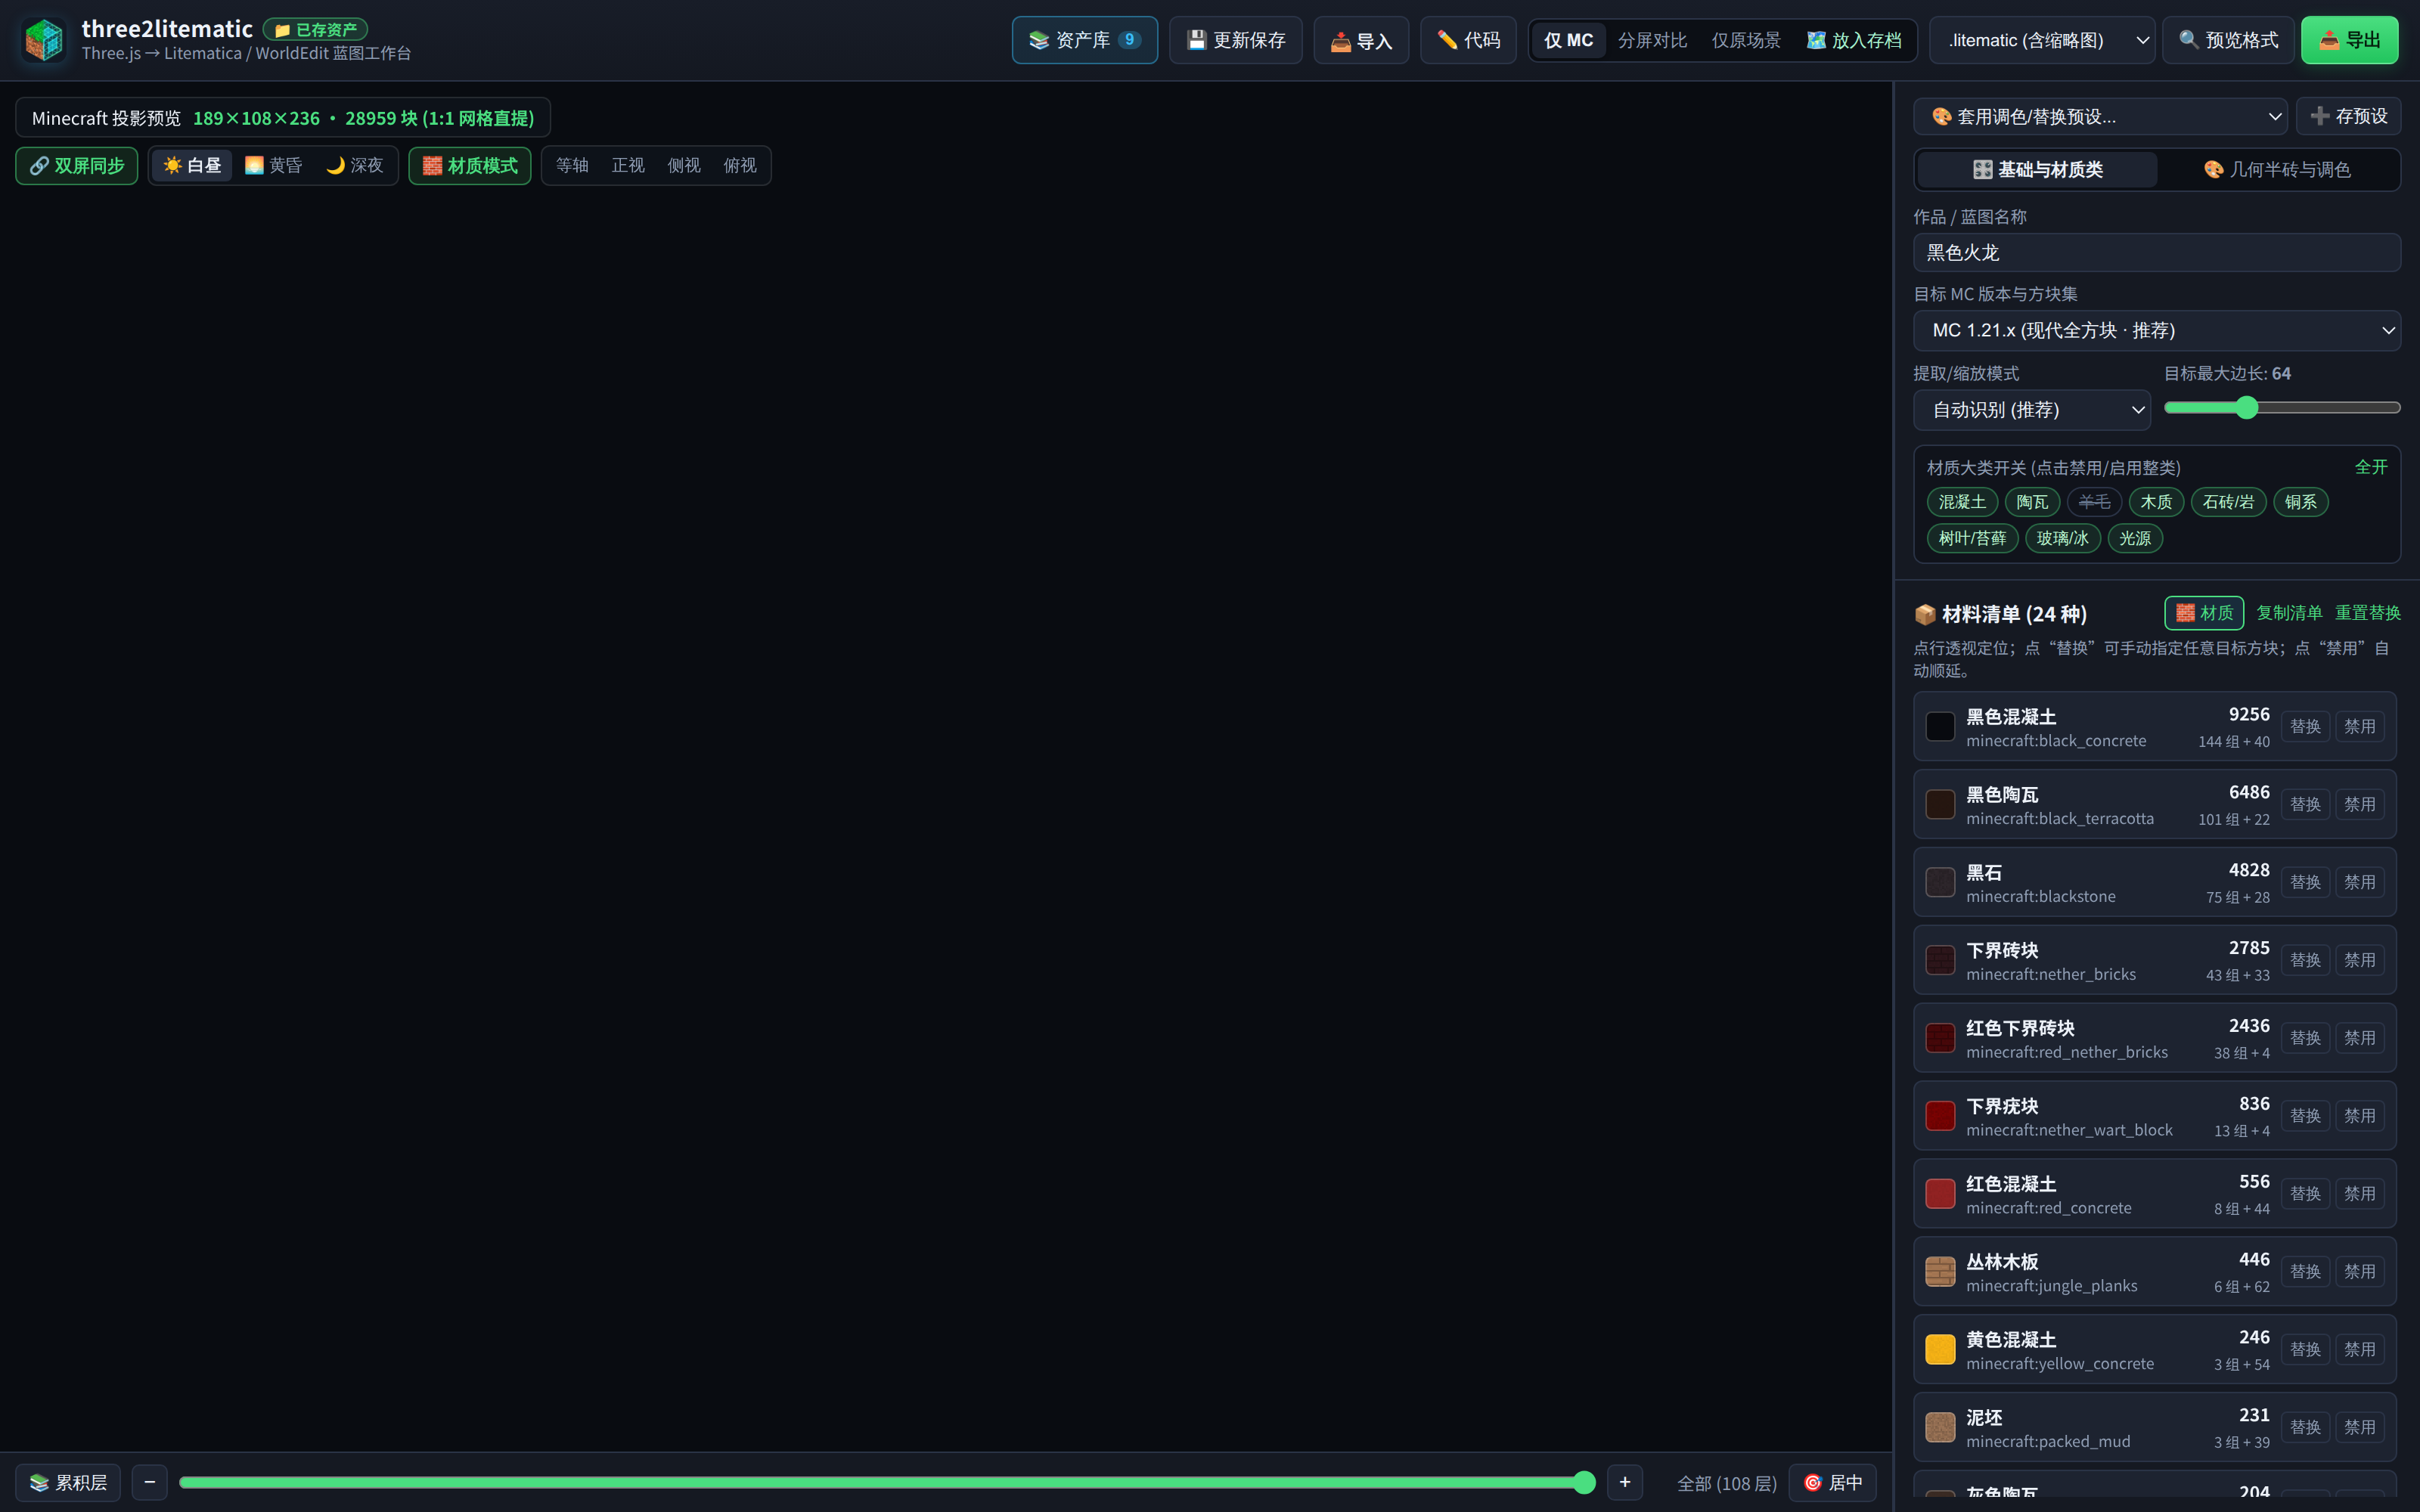 three2litematic 📁 已存资产
Three.js → Litematica / WorldEdit 蓝图工作台
📚 资产库 9
💾 更新保存
📥 导入
✏️ 代码
仅 MC
分屏对比
仅原场景
🗺️ 放入存档
.litematic (含缩略图)
🔍 预览格式
📤 导出
Minecraft 投影预览 189×108×236 • 28959 块 (1:1 网格直提)
🔗 双屏同步
☀️ 白昼
🌅 黄昏
🌙 深夜
🧱 材质模式
等轴
正视
侧视
俯视
🎨 套用调色/替换预设...
➕ 存预设
🎛️ 基础与材质类
🎨 几何半砖与调色
作品 / 蓝图名称
黑色火龙
目标 MC 版本与方块集
MC 1.21.x (现代全方块 · 推荐)
提取/缩放模式
目标最大边长: 64
自动识别 (推荐)
材质大类开关 (点击禁用/启用整类)
全开
混凝土
陶瓦
羊毛
木质
石砖/岩
铜系
树叶/苔藓
玻璃/冰
光源
📦 材料清单 (24 种)
🧱 材质
复制清单
重置替换
点行透视定位；点“替换”可手动指定任意目标方块；点“禁用”自
动顺延。
黑色混凝土 9256 替换 禁用
minecraft:black_concrete 144 组 + 40
黑色陶瓦 6486 替换 禁用
minecraft:black_terracotta 101 组 + 22
黑石 4828 替换 禁用
minecraft:blackstone 75 组 + 28
下界砖块 2785 替换 禁用
minecraft:nether_bricks 43 组 + 33
红色下界砖块 2436 替换 禁用
minecraft:red_nether_bricks 38 组 + 4
下界疣块 836 替换 禁用
minecraft:nether_wart_block 13 组 + 4
红色混凝土 556 替换 禁用
minecraft:red_concrete 8 组 + 44
丛林木板 446 替换 禁用
minecraft:jungle_planks 6 组 + 62
黄色混凝土 246 替换 禁用
minecraft:yellow_concrete 3 组 + 54
泥坯 231 替换 禁用
minecraft:packed_mud 3 组 + 39
灰色陶瓦 204
📚 累积层
−
+
全部 (108 层)
🎯 居中